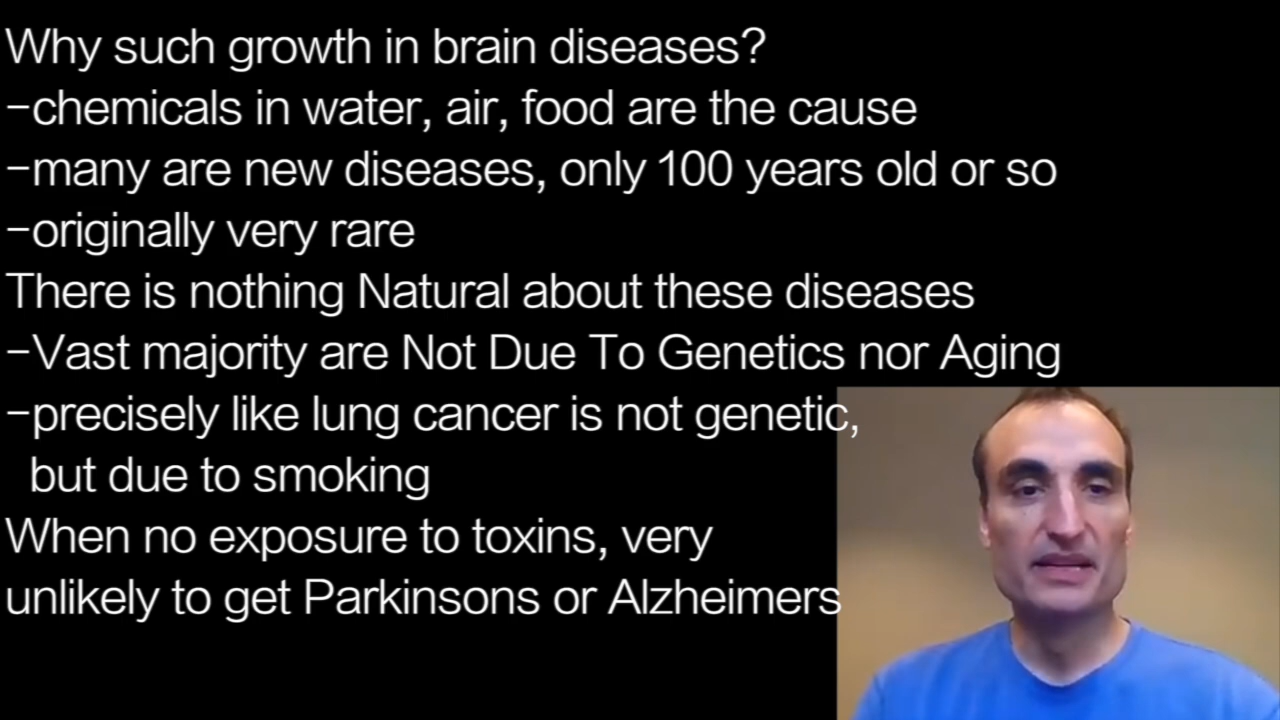 Why such growth in brain diseases?
-chemicals in water, air, food are the cause
-many are new diseases, only 100 years old or so
-originally very rare
There is nothing Natural about these diseases
-Vast majority are Not Due To Genetics nor Aging
-precisely like lung cancer is not genetic,
but due to smoking
When no exposure to toxins, very
unlikely to get Parkinsons or Alzheimers